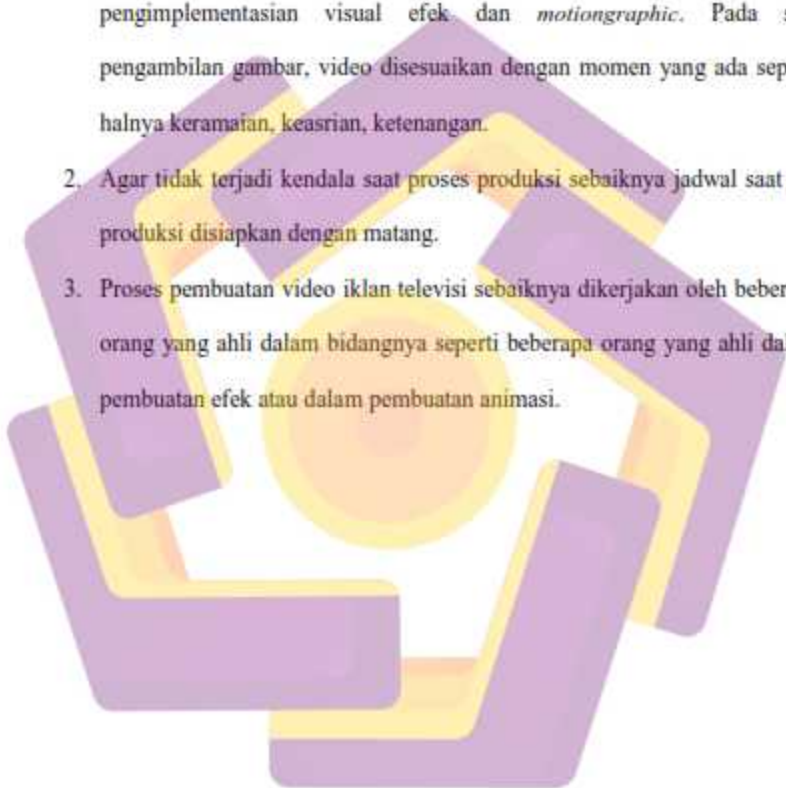 pengimplementasian visual efek dan motiongraphic. Pada s
pengambilan gambar, video disesuaikan dengan momen yang ada sep
halnya keramaian, keasrian, ketenangan.
2. Agar tidak terjadi kendala saat proses produksi sebaiknya jadwal saat
produksi disiapkan dengan matang.
3. Proses pembuatan video iklan televisi sebaiknya dikerjakan oleh beber
orang yang ahli dalam bidangnya seperti beberapa orang yang ahli dal
pembuatan efek atau dalam pembuatan animasi.